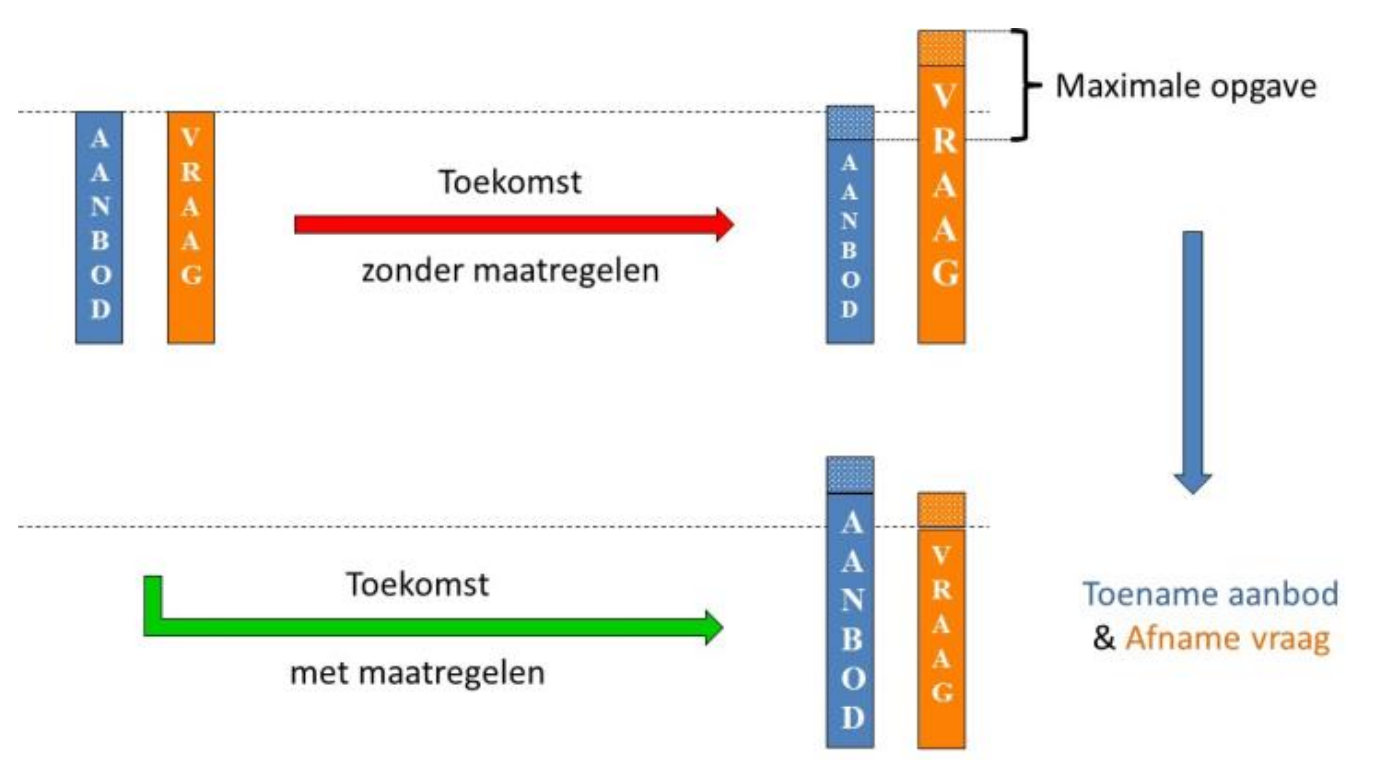 AANBOD
VRAAG
Toekomst
zonder maatregelen
AANBOD
VRAAG
Maximale opgave
Toekomst
met maatregelen
AANBOD
VRAAG
Toename aanbod
& Afname vraag